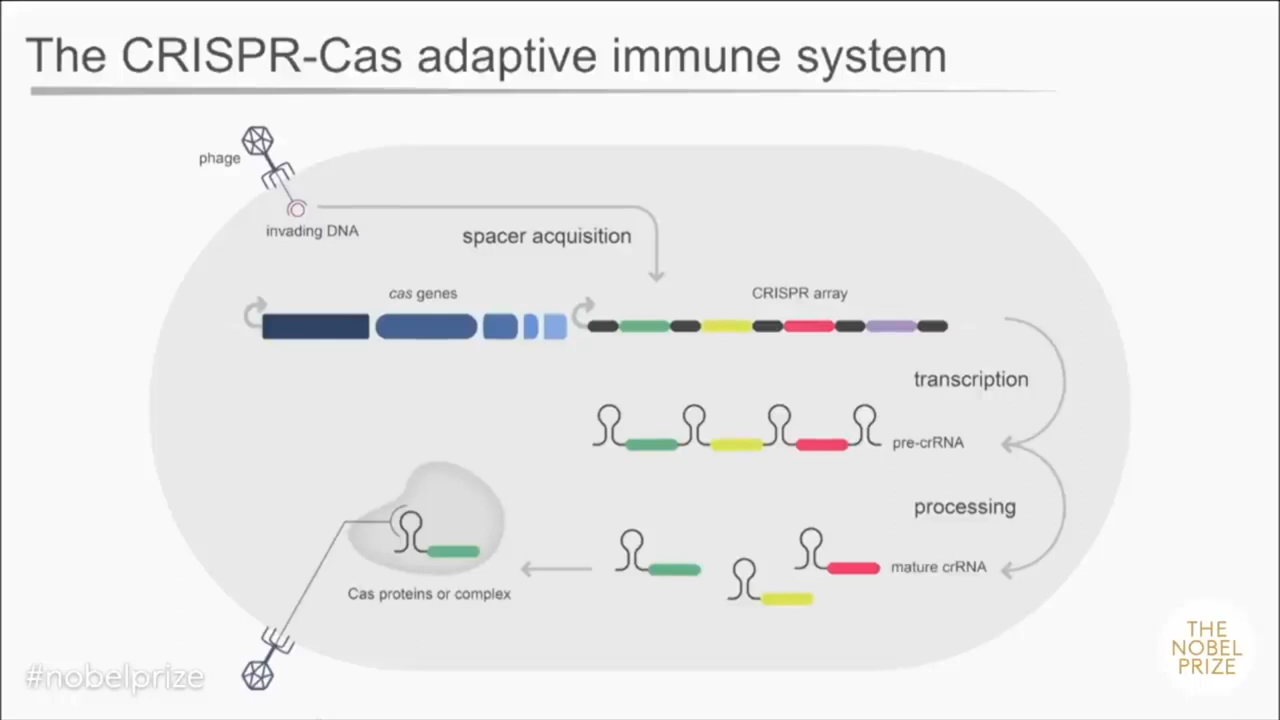 The CRISPR-Cas adaptive immune system
phage
invading DNA
spacer acquisition
cas genes
CRISPR array
transcription
pre-crRNA
processing
mature crRNA
Cas proteins or complex
#nobelprize
THE
NOBEL
PRIZE